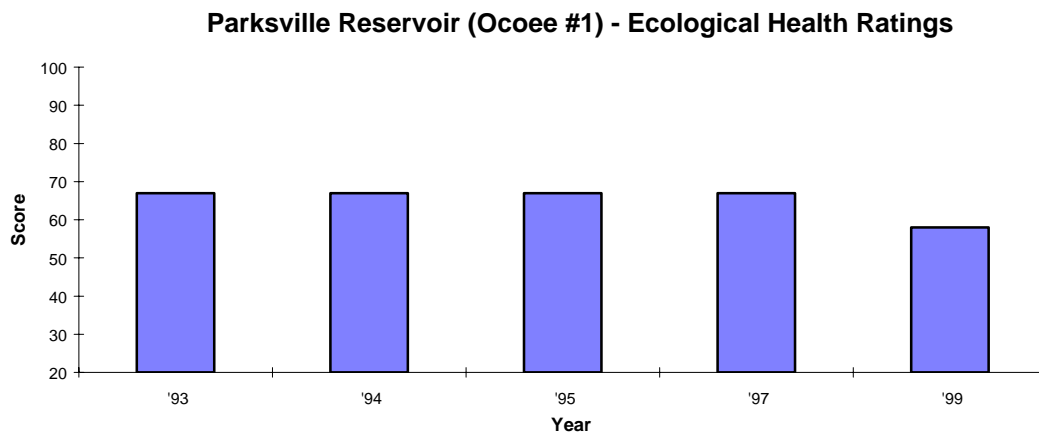 Parksville Reservoir (Ocoee #1) - Ecological Health Ratings
100
90
80
70
60
50
40
30
20
Score
'93 '94 '95 '97 '99
Year